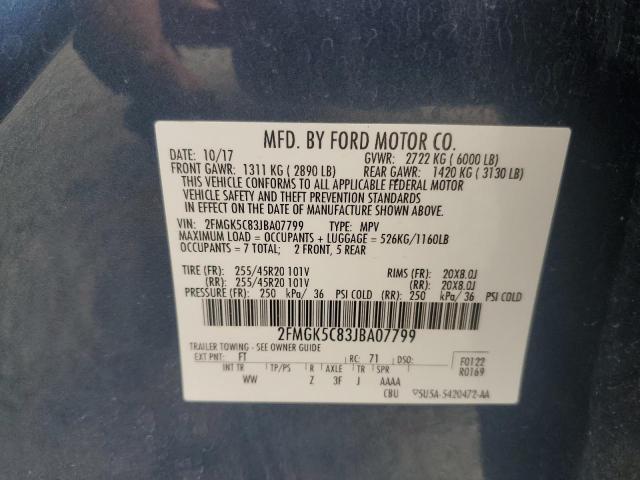 MFD. BY FORD MOTOR CO.
DATE: 10/17 GVWR: 2722 KG ( 6000 LB)
FRONT GAWR: 1311 KG ( 2890 LB) REAR GAWR: 1420 KG ( 3130 LB)
THIS VEHICLE CONFORMS TO ALL APPLICABLE FEDERAL MOTOR
VEHICLE SAFETY AND THEFT PREVENTION STANDARDS
IN EFFECT ON THE DATE OF MANUFACTURE SHOWN ABOVE.
VIN: 2FMGK5C83JBA07799 TYPE: MPV
MAXIMUM LOAD = OCCUPANTS + LUGGAGE = 526KG/1160LB
OCCUPANTS = 7 TOTAL; 2 FRONT, 5 REAR
TIRE (FR): 255/45R20 101V RIMS (FR): 20X8.0J
(RR): 255/45R20 101V (RR): 20X8.0J
PRESSURE (FR): 250 kPa/ 36 PSI COLD (RR): 250 kPa/ 36 PSI COLD
2FMGK5C83JBA07799
TRAILER TOWING - SEE OWNER GUIDE
EXT PNT: FT RC: 71 DSO: F0122
INT TR TP/PS R AXLE TR SPR R0169
WW Z 3F J AAAA
CBU 5U5A-5420472-AA